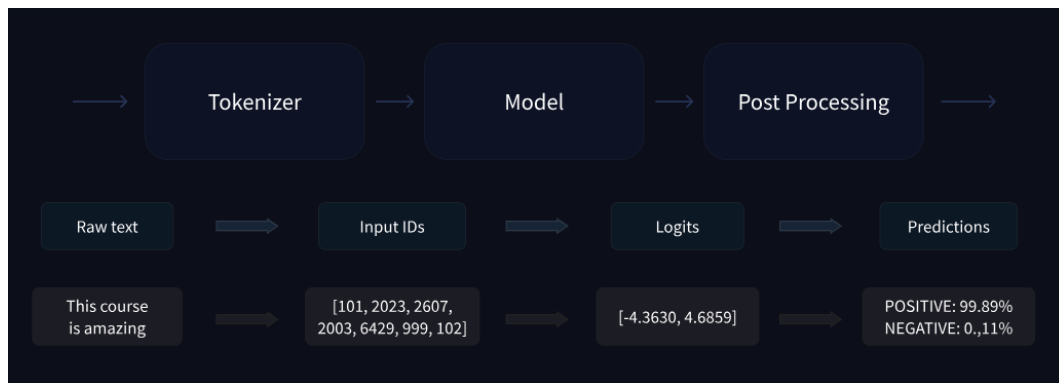 Tokenizer
Model
Post Processing
Raw text
Input IDs
Logits
Predictions
This course
is amazing
[101, 2023, 2607,
2003, 6429, 999, 102]
[-4.3630, 4.6859]
POSITIVE: 99.89%
NEGATIVE: 0.,11%